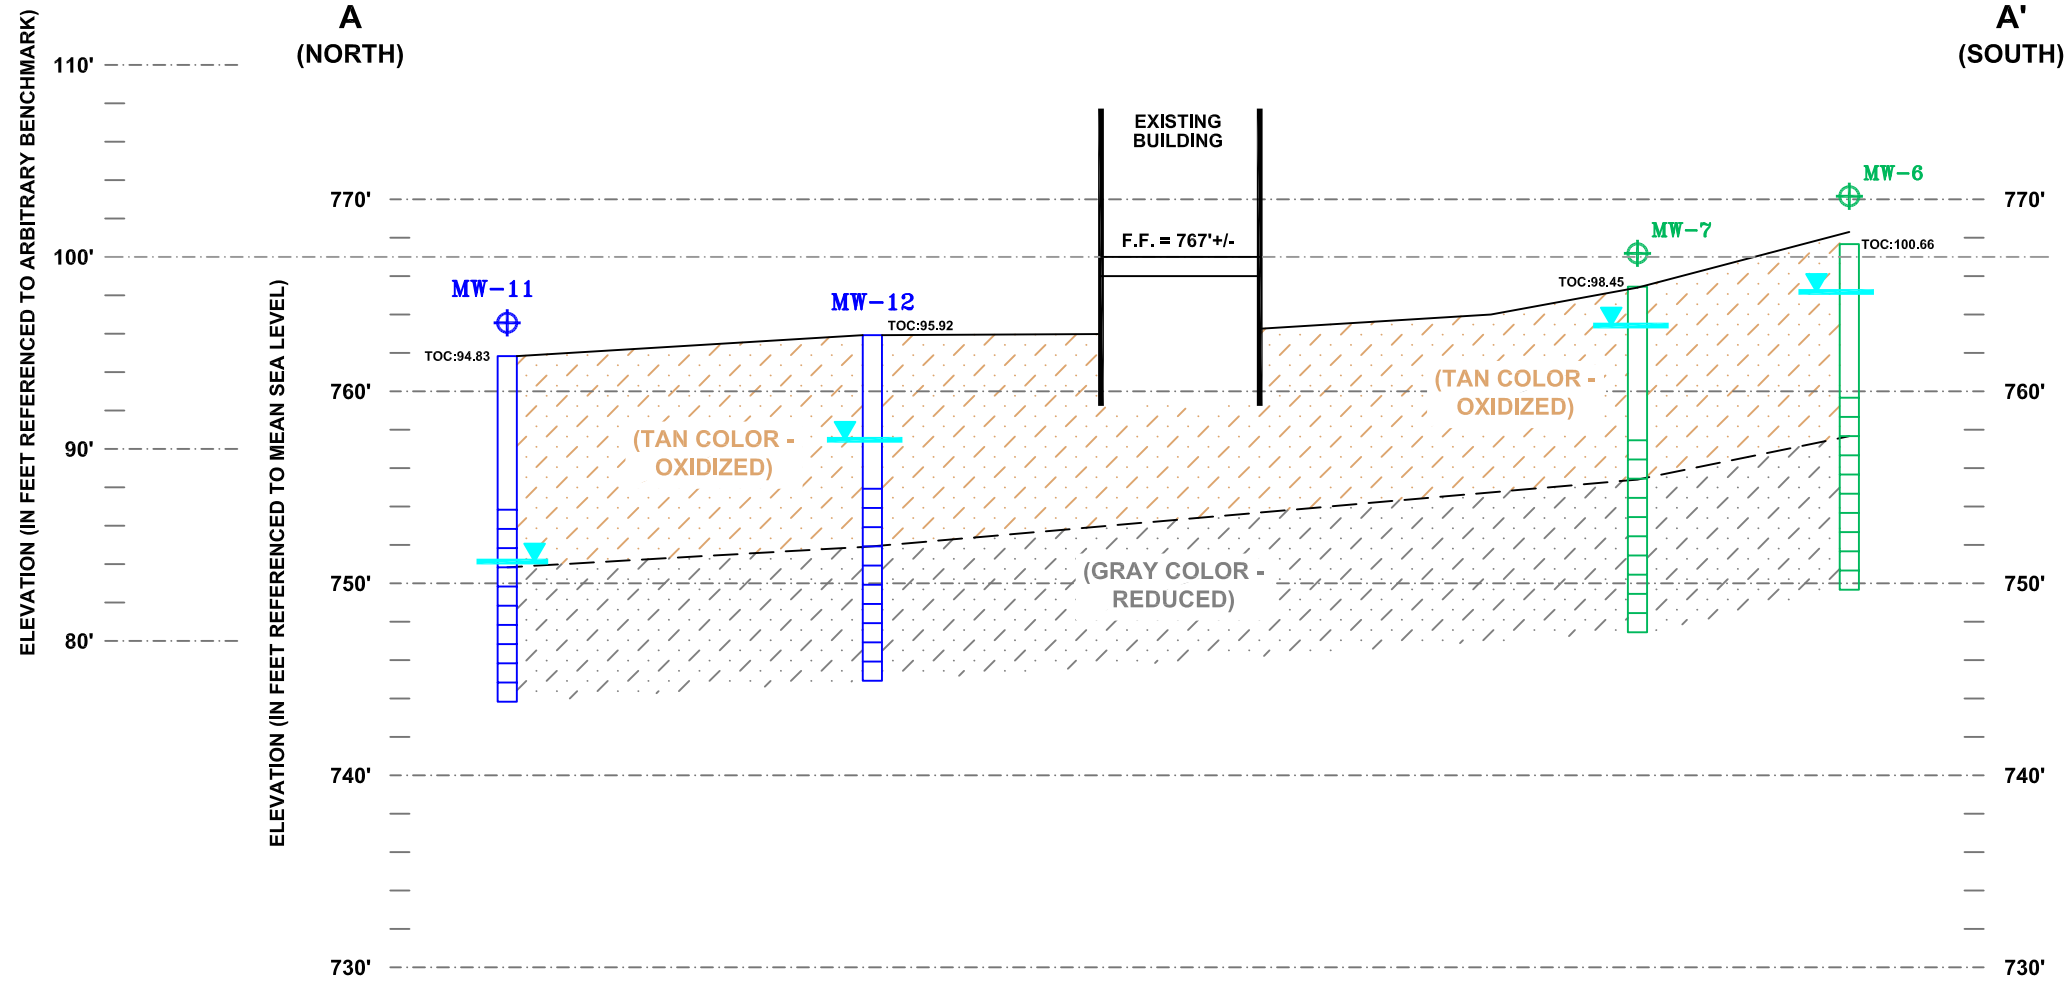 A
(NORTH)
A'
(SOUTH)
ELEVATION (IN FEET REFERENCED TO ARBITRARY BENCHMARK)
110'
100'
90'
80'
ELEVATION (IN FEET REFERENCED TO MEAN SEA LEVEL)
770'
760'
750'
740'
730'
EXISTING
BUILDING
F.F. = 767'+/-
MW-11
TOC:94.83
MW-12
TOC:95.92
MW-7
TOC:98.45
MW-6
TOC:100.66
(TAN COLOR -
OXIDIZED)
(TAN COLOR -
OXIDIZED)
(GRAY COLOR -
REDUCED)
770'
760'
750'
740'
730'